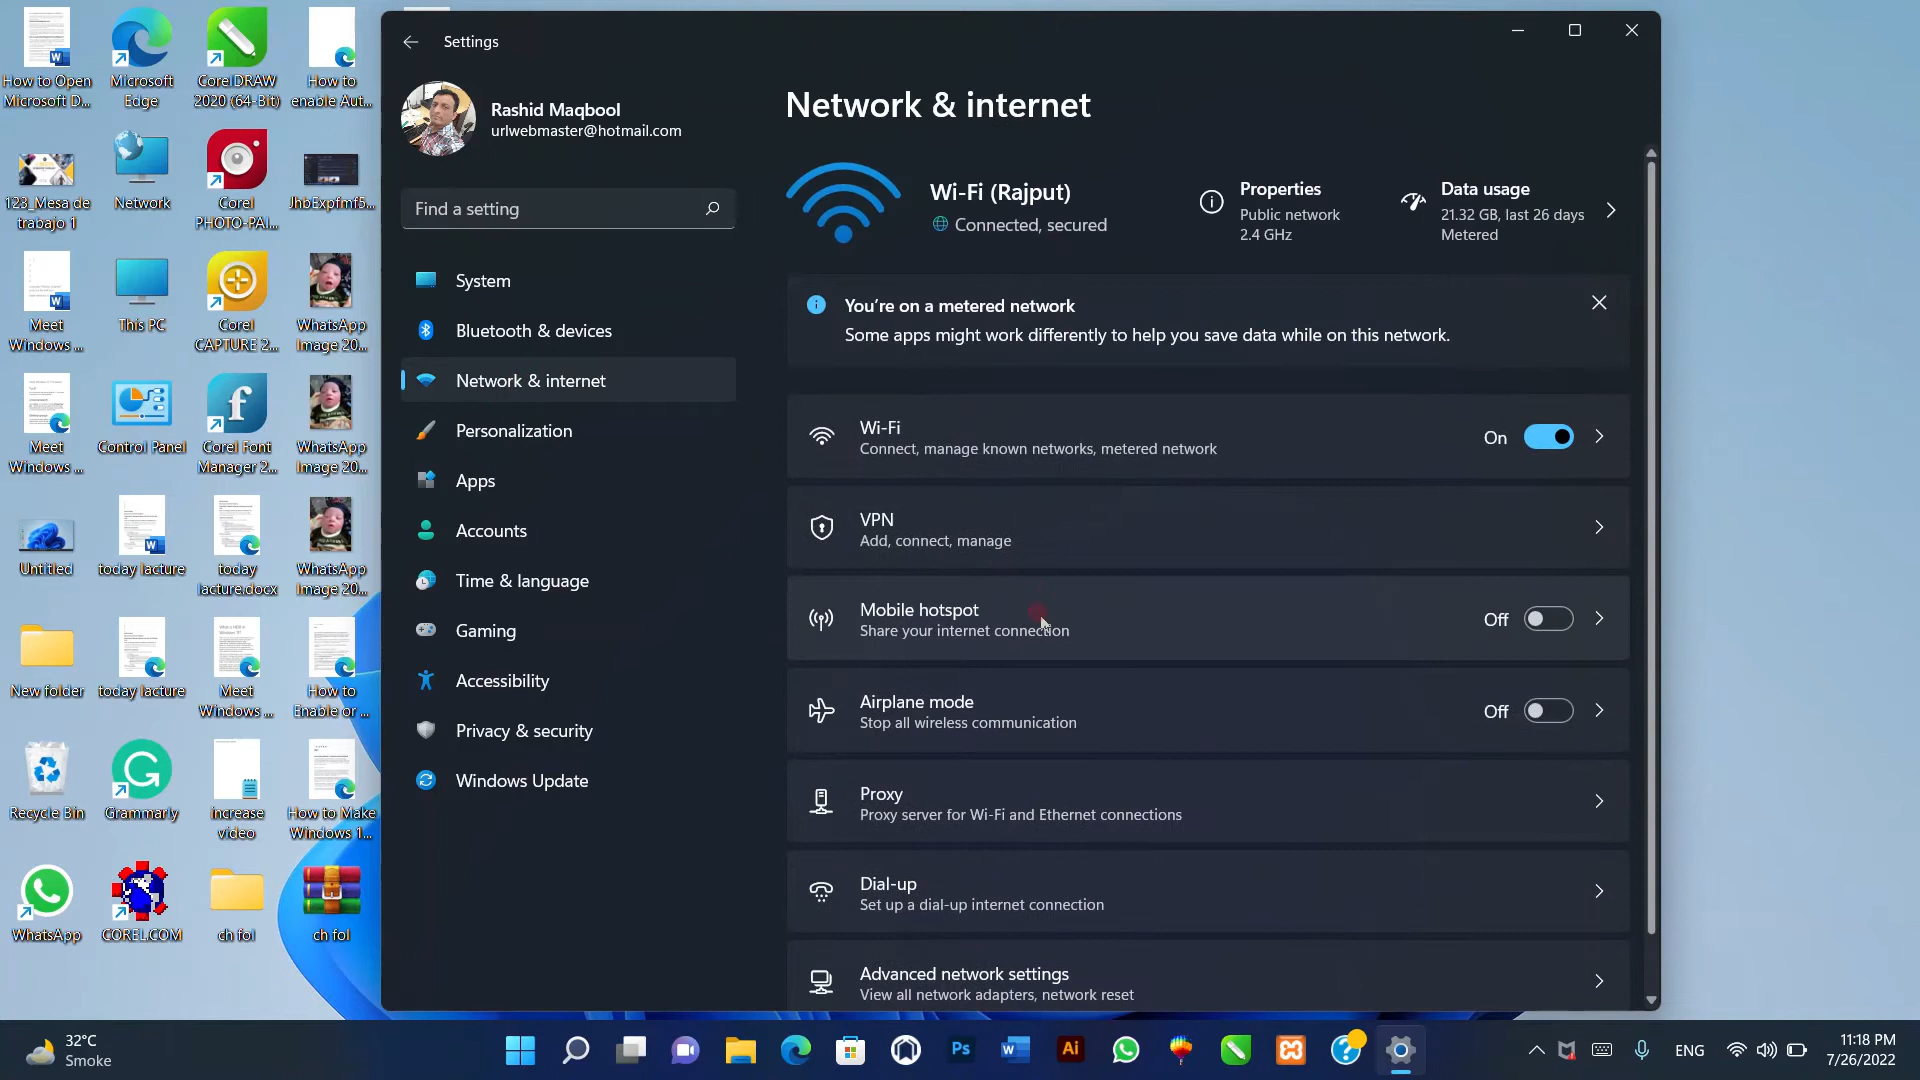 How to Open
Microsoft D...
Microsoft
Edge
CorelDRAW
2020 (64-Bit)
How to
enable Aut...
123_Mesa de
trabajo 1
Network
Corel
PHOTO-PAI...
JhbExpfmf5...
Meet
Windows ...
This PC
Corel
CAPTURE 2...
WhatsApp
Image 20...
Meet
Windows ...
Control Panel
Corel Font
Manager 2...
WhatsApp
Image 20...
Untitled
today lacture
today
lacture.docx
WhatsApp
Image 20...
New folder
today lacture
Meet
Windows ...
How to
Enable or ...
Recycle Bin
Grammarly
increase
video
How to Make
Windows 1...
WhatsApp
COREL.COM
ch fol
ch fol
Settings
Rashid Maqbool
urlwebmaster@hotmail.com
Find a setting
System
Bluetooth & devices
Network & internet
Personalization
Apps
Accounts
Time & language
Gaming
Accessibility
Privacy & security
Windows Update
Network & internet
Wi-Fi (Rajput)
Connected, secured
Properties
Public network
2.4 GHz
Data usage
21.32 GB, last 26 days
Metered
You're on a metered network
Some apps might work differently to help you save data while on this network.
Wi-Fi
Connect, manage known networks, metered network
On
VPN
Add, connect, manage
Mobile hotspot
Share your internet connection
Off
Airplane mode
Stop all wireless communication
Off
Proxy
Proxy server for Wi-Fi and Ethernet connections
Dial-up
Set up a dial-up internet connection
Advanced network settings
View all network adapters, network reset
32°C
Smoke
Ps
W
Ai
ENG
11:18 PM
7/26/2022